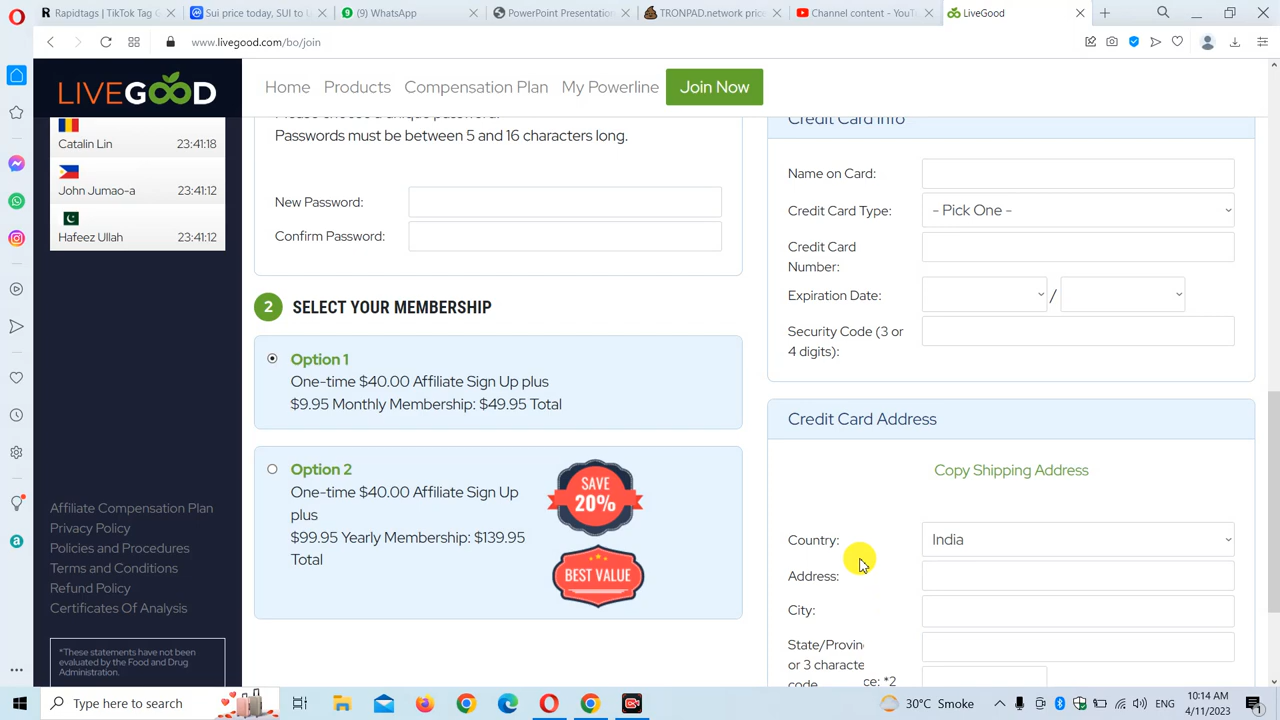 Rapidtags! TikTok Tag G
Sui price today, SUI to U
(9) WhatsApp
PowerPoint Presentation
TRONPAD.network price
Channel content - YouTu
LiveGood
www.livegood.com/bo/join
LIVEGOOD
Home
Products
Compensation Plan
My Powerline
Join Now
Catalin Lin
23:41:18
John Jumao-a
23:41:12
Hafeez Ullah
23:41:12
Affiliate Compensation Plan
Privacy Policy
Policies and Procedures
Terms and Conditions
Refund Policy
Certificates Of Analysis
*These statements have not been
evaluated by the Food and Drug
Administration.
Passwords must be between 5 and 16 characters long.
New Password:
Confirm Password:
2
SELECT YOUR MEMBERSHIP
Option 1
One-time $40.00 Affiliate Sign Up plus
$9.95 Monthly Membership: $49.95 Total
Option 2
One-time $40.00 Affiliate Sign Up
plus
$99.95 Yearly Membership: $139.95
Total
SAVE
20%
BEST VALUE
Credit Card Info
Name on Card:
Credit Card Type:
- Pick One -
Credit Card
Number:
Expiration Date:
/
Security Code (3 or
4 digits):
Credit Card Address
Copy Shipping Address
Country:
India
Address:
City:
State/Provin
or 3 characte
code
ce: *2
Type here to search
30°C Smoke
10:14 AM
4/11/2023